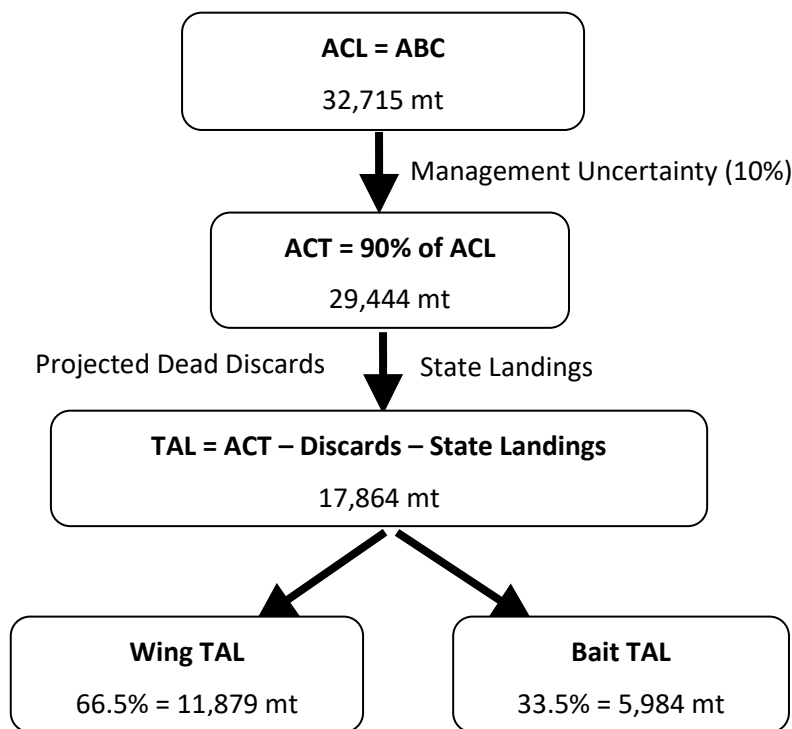 ACL = ABC
32,715 mt
Management Uncertainty (10%)
ACT = 90% of ACL
29,444 mt
Projected Dead Discards
State Landings
TAL = ACT – Discards – State Landings
17,864 mt
Wing TAL
66.5% = 11,879 mt
Bait TAL
33.5% = 5,984 mt